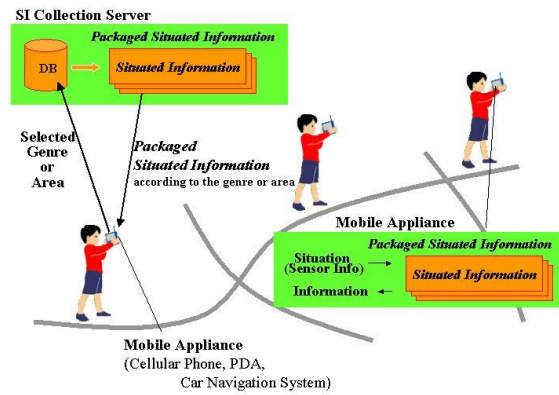 SI Collection Server
Packaged Situated Information
DB
Situated Information
Selected
Genre
or
Area
Packaged
Situated Information
according to the genre or area
Mobile Appliance
Packaged Situated Information
Situation
(Sensor Info)
Situated Information
Information
Mobile Appliance
(Cellular Phone, PDA,
Car Navigation System)